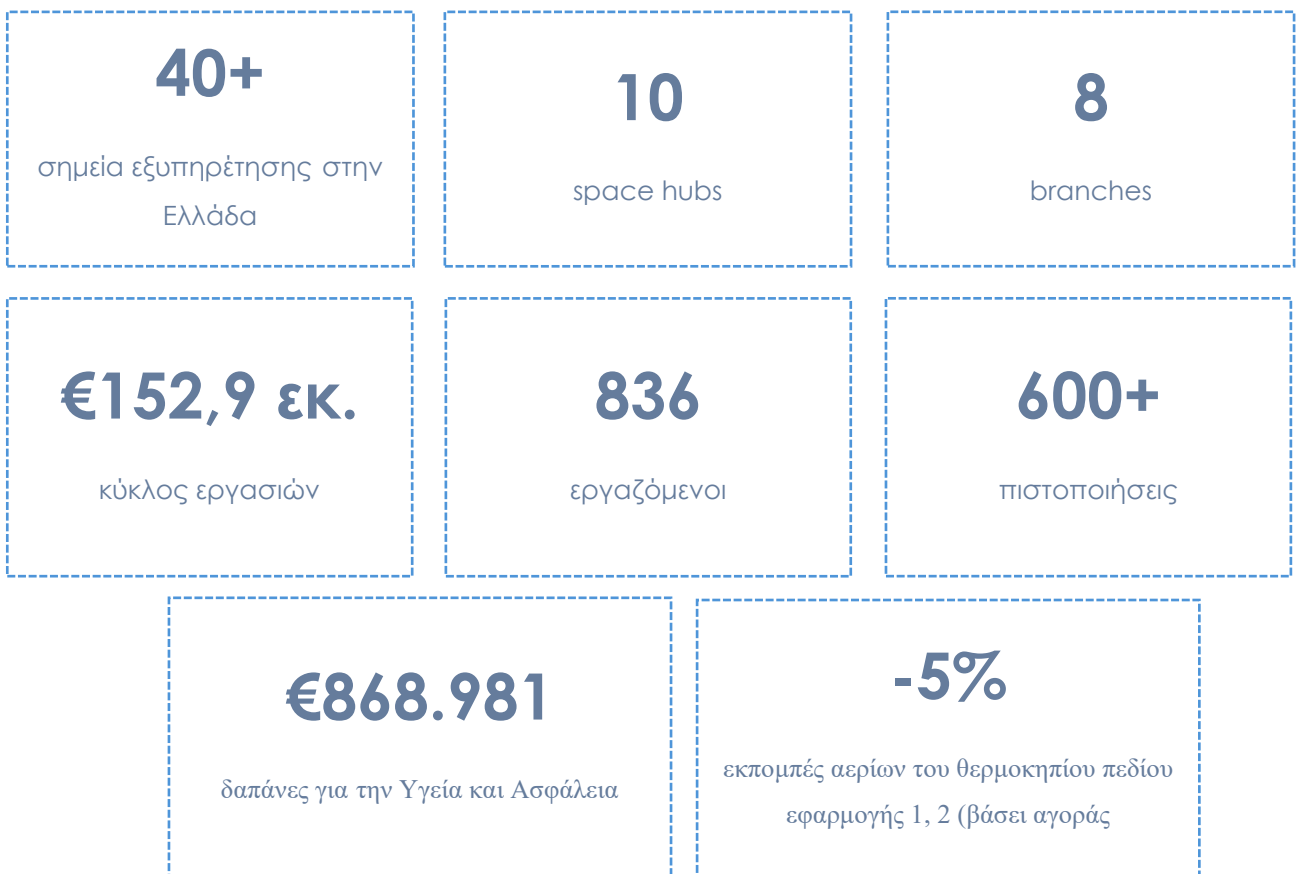 40+
σημεία εξυπηρέτησης στην
Ελλάδα
10
space hubs
8
branches
€152,9 εκ.
κύκλος εργασιών
836
εργαζόμενοι
600+
πιστοποιήσεις
€868.981
δαπάνες για την Υγεία και Ασφάλεια
-5%
εκπομπές αερίων του θερμοκηπίου πεδίου
εφαρμογής 1, 2 (βάσει αγοράς